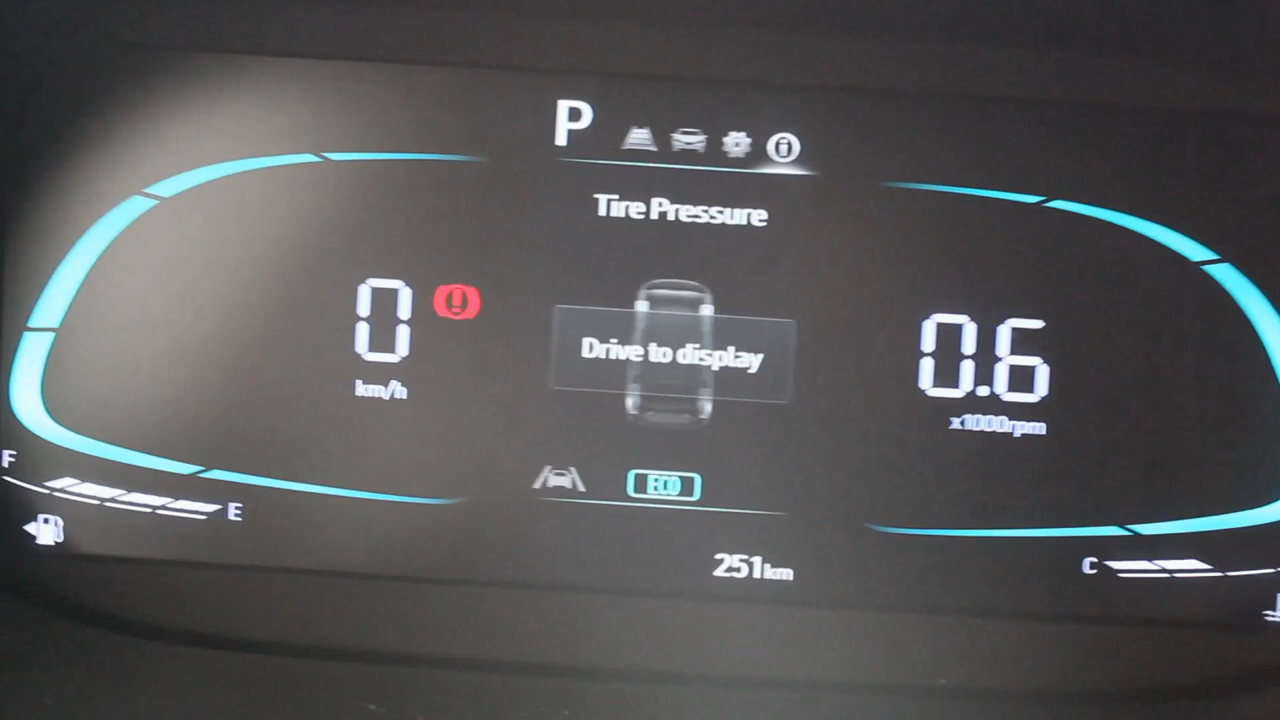 P
Tire Pressure
0
km/h
Drive to display
0.6
x1000rpm
F
E
ECO
251km
C